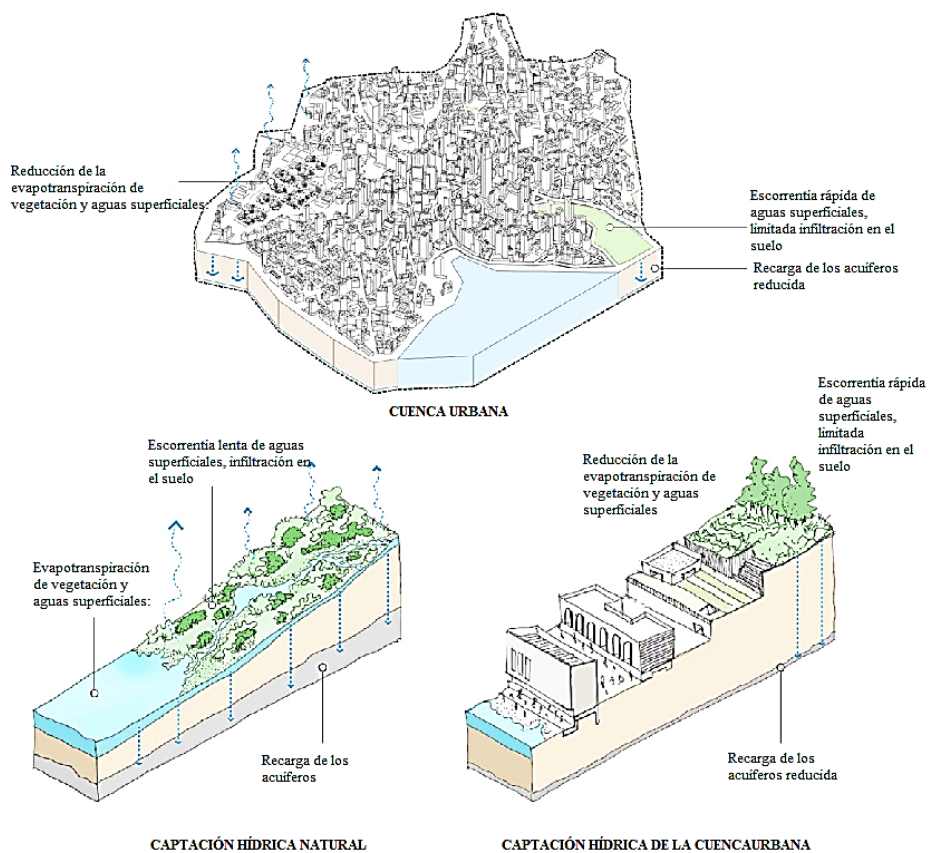 Reducción de la
evapotranspiración de
vegetación y aguas superficiales:
Escorrentía rápida de
aguas superficiales,
limitada infiltración en el
suelo
Recarga de los acuíferos
reducida
CUENCA URBANA
Escorrentía lenta de aguas
superficiales, infiltración en
el suelo
Evapotranspiración
de vegetación y
aguas superficiales:
Recarga de los
acuíferos
CAPTACIÓN HÍDRICA NATURAL
Escorrentía rápida
de aguas
superficiales,
limitada
infiltración en el
suelo
Reducción de la
evapotranspiración de
vegetación y aguas
superficiales
Recarga de los
acuíferos reducida
CAPTACIÓN HÍDRICA DE LA CUENCAURBANA